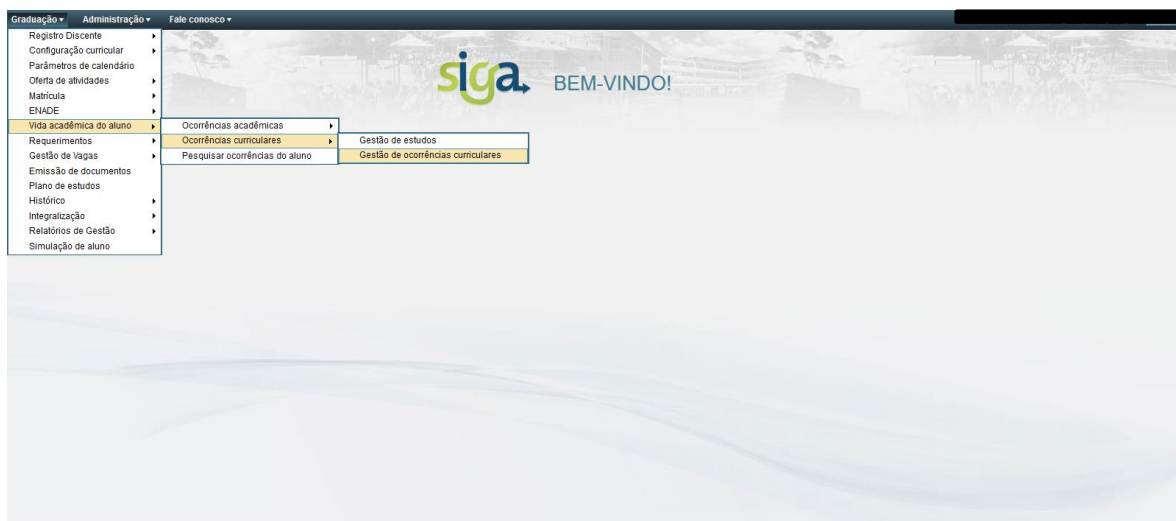 Graduação Administração Fale conosco
Registro Discente
Configuração curricular
Parâmetros de calendário
Oferta de atividades
Matrícula
ENADE
Vida acadêmica do aluno
Requerimentos
Gestão de Vagas
Emissão de documentos
Plano de estudos
Histórico
Integralização
Relatórios de Gestão
Simulação de aluno
Ocorrências acadêmicas
Ocorrências curriculares
Pesquisar ocorrências do aluno
Gestão de estudos
Gestão de ocorrências curriculares
siga
BEM-VINDO!